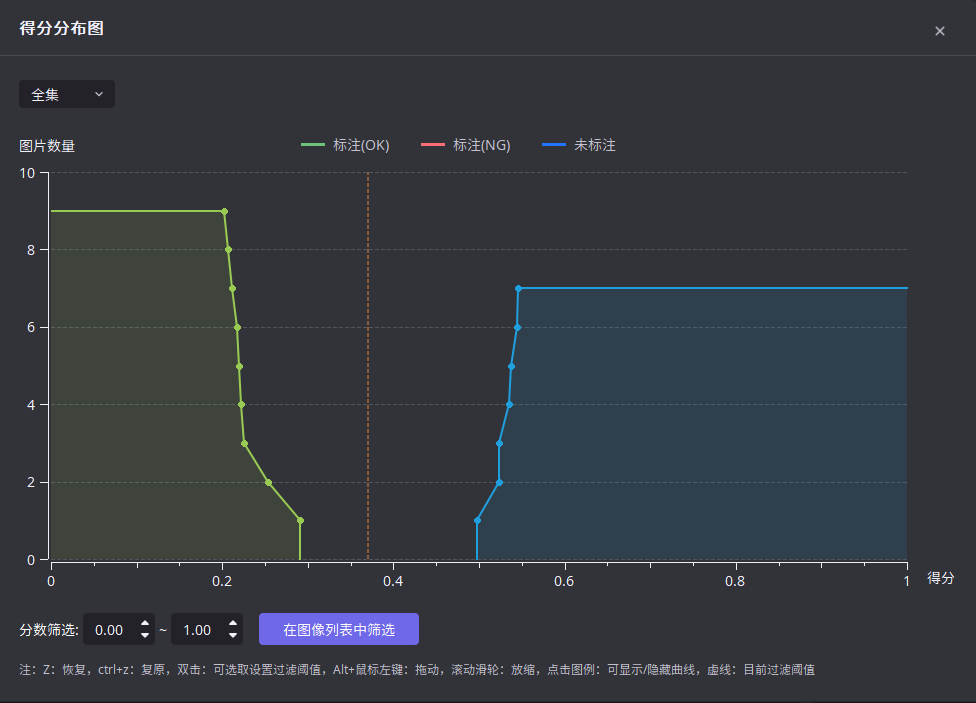 得分分布图
全集
图片数量
标注(OK) 标注(NG) 未标注
10
8
6
4
2
0
0 0.2 0.4 0.6 0.8 1 得分
分数筛选: 0.00 ~ 1.00 在图像列表中筛选
注：Z：恢复，ctrl+z：复原，双击：可选取设置过滤阈值，Alt+鼠标左键：拖动，滚动滑轮：放缩，点击图例：可显示/隐藏曲线，虚线：目前过滤阈值